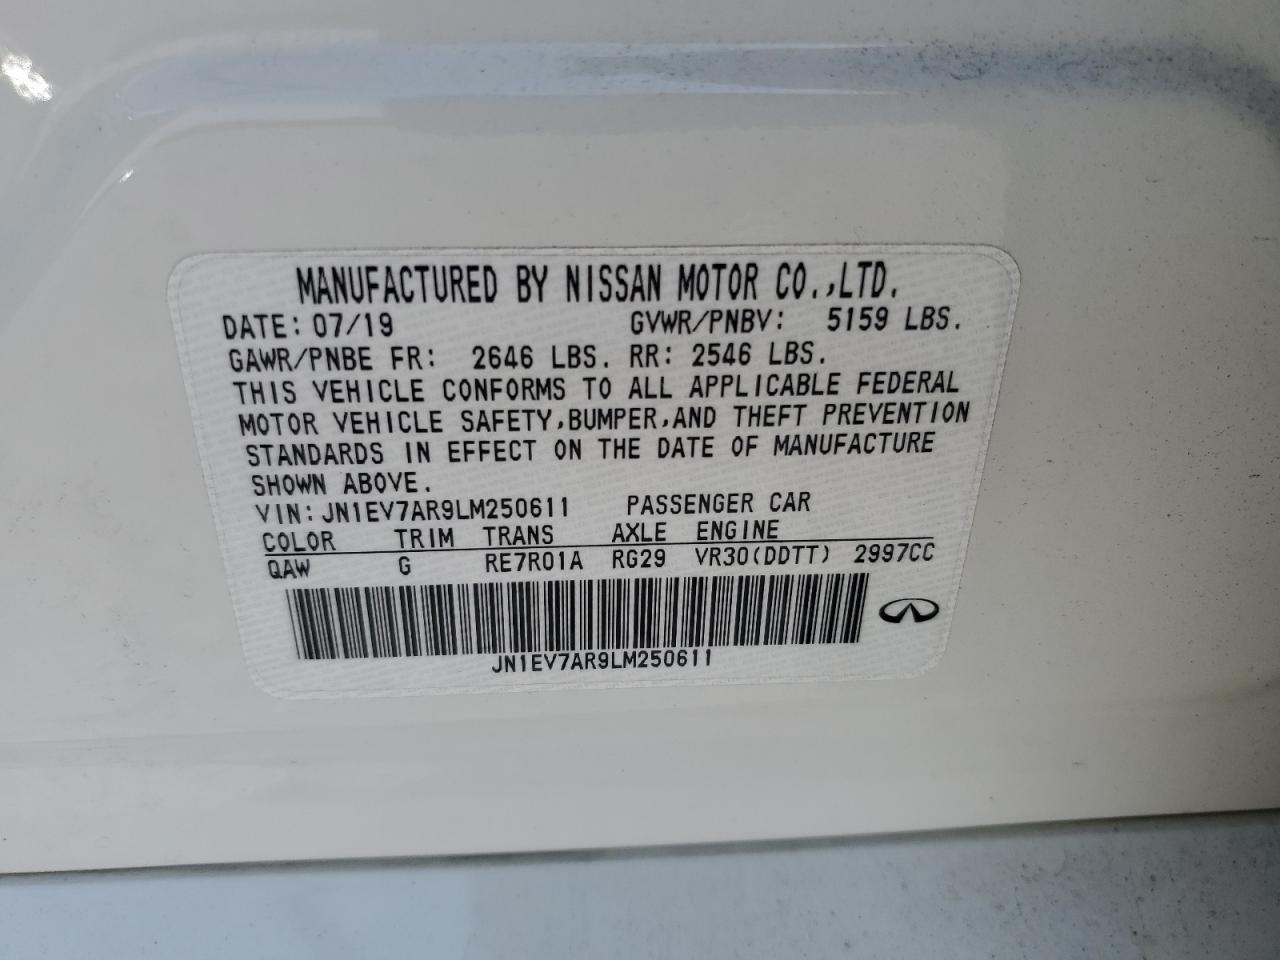 MANUFACTURED BY NISSAN MOTOR CO.,LTD.
DATE: 07/19 GVWR/PNBV: 5159 LBS.
GAWR/PNBE FR: 2646 LBS. RR: 2546 LBS.
THIS VEHICLE CONFORMS TO ALL APPLICABLE FEDERAL
MOTOR VEHICLE SAFETY,BUMPER,AND THEFT PREVENTION
STANDARDS IN EFFECT ON THE DATE OF MANUFACTURE
SHOWN ABOVE.
VIN: JN1EV7AR9LM250611 PASSENGER CAR
COLOR TRIM TRANS AXLE ENGINE
QAW G RE7R01A RG29 VR30(DDTT) 2997CC
JN1EV7AR9LM250611